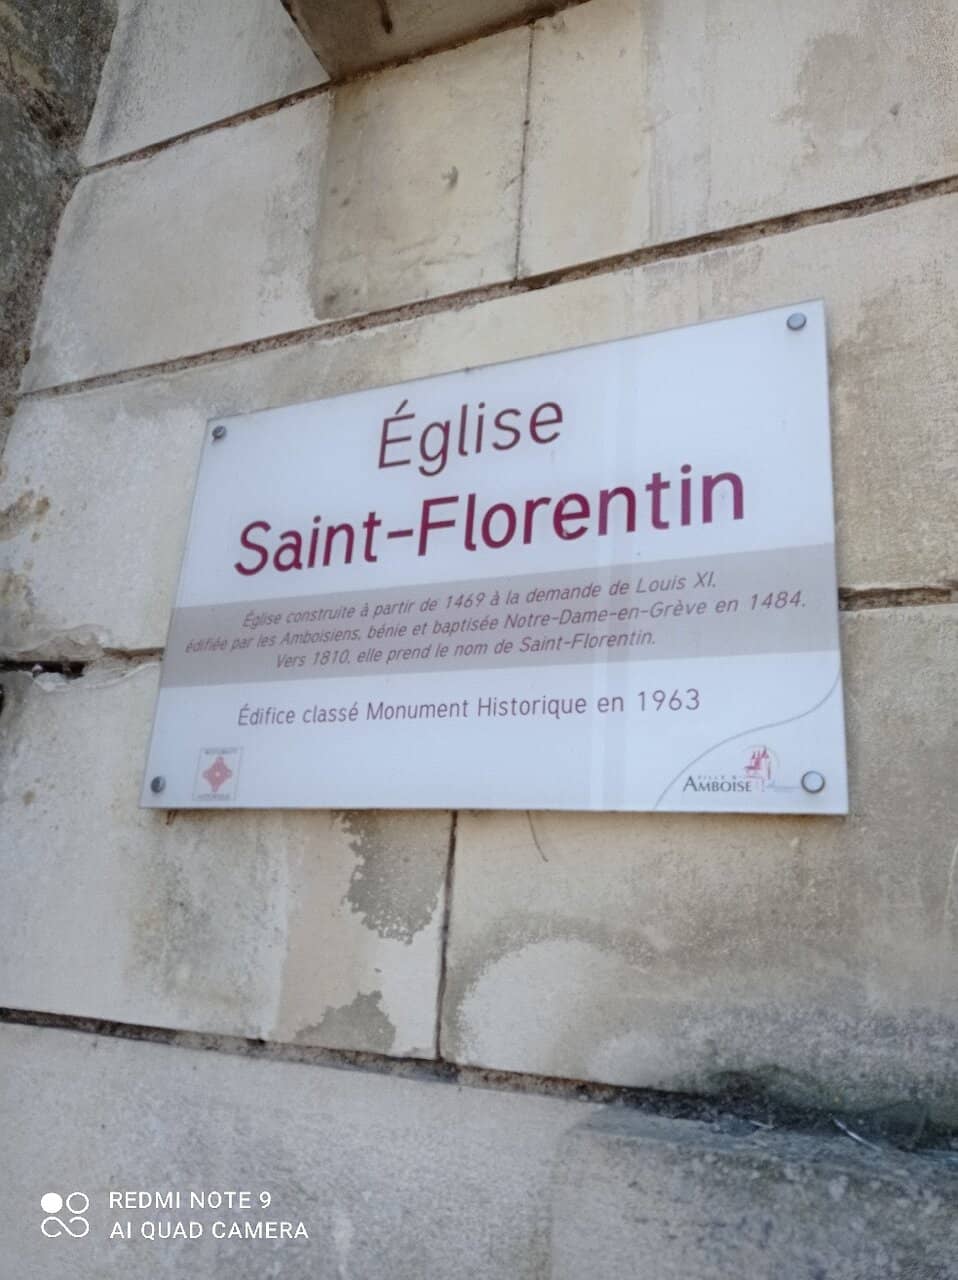 Église
Saint-Florentin
Église construite à partir de 1469 à la demande de Louis XI,
édifiée par les Amboisiens, bénie et baptisée Notre-Dame-en-Grève en 1484.
Vers 1810, elle prend le nom de Saint-Florentin.
Édifice classé Monument Historique en 1963
VILLE D'
AMBOISE
REDMI NOTE 9
AI QUAD CAMERA